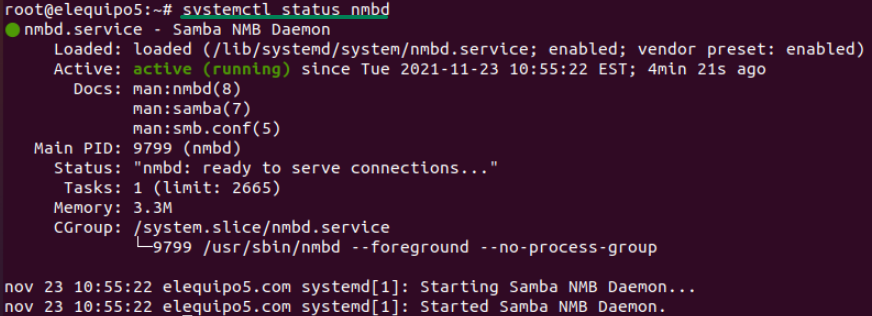 root@elequipo5:~# systemctl status nmbd
● nmbd.service - Samba NMB Daemon
Loaded: loaded (/lib/systemd/system/nmbd.service; enabled; vendor preset: enabled)
Active: active (running) since Tue 2021-11-23 10:55:22 EST; 4min 21s ago
Docs: man:nmbd(8)
man:samba(7)
man:smb.conf(5)
Main PID: 9799 (nmbd)
Status: "nmbd: ready to serve connections..."
Tasks: 1 (limit: 2665)
Memory: 3.3M
CGroup: /system.slice/nmbd.service
└─9799 /usr/sbin/nmbd --foreground --no-process-group
nov 23 10:55:22 elequipo5.com systemd[1]: Starting Samba NMB Daemon...
nov 23 10:55:22 elequipo5.com systemd[1]: Started Samba NMB Daemon.